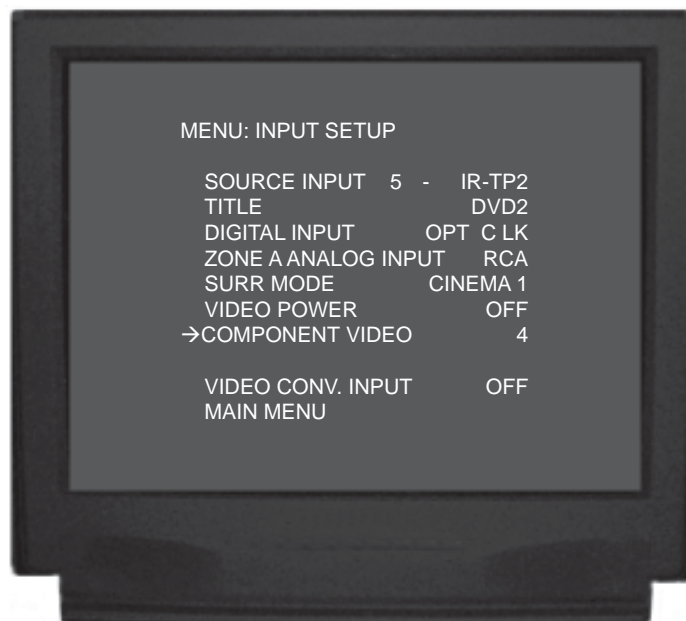 MENU: INPUT SETUP
SOURCE INPUT 5 - IR-TP2
TITLE DVD2
DIGITAL INPUT OPT C LK
ZONE A ANALOG INPUT RCA
SURR MODE CINEMA 1
VIDEO POWER OFF
→COMPONENT VIDEO 4
VIDEO CONV. INPUT OFF
MAIN MENU